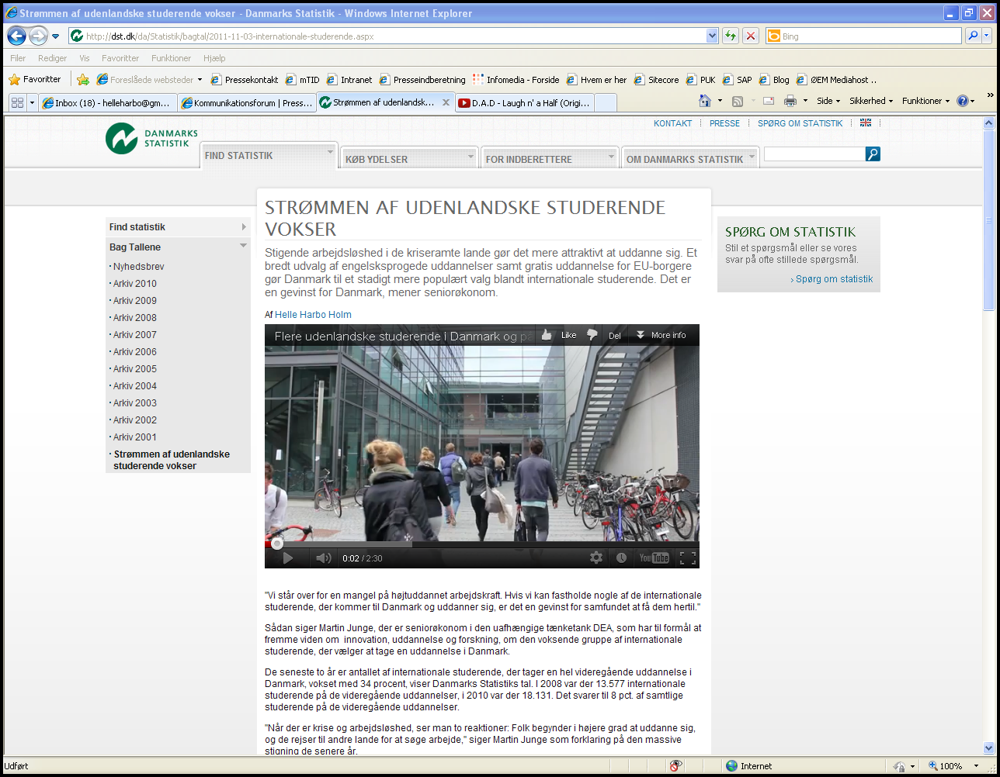 Strømmen af udenlandske studerende vokser - Danmarks Statistik - Windows Internet Explorer
http://dst.dk/da/Statistik/bagtal/2011-11-03-internationale-studerende.aspx
Bing
Filer Rediger Vis Favoritter Funktioner Hjælp
Favoritter Foreslåede websteder Pressekontakt mTID Intranet Presseindberetning Infomedia - Forside Hvem er her Sitecore PUK SAP Blog ØEM Mediahost ..
Inbox (18) - helleharbo@gm... Kommunikationsforum | Press... Strømmen af udenlandsk... X D.A.D - Laugh n' a Half (Origi... Side Sikkerhed Funktioner »
KONTAKT PRESSE SPØRG OM STATISTIK
DANMARKS
STATISTIK
FIND STATISTIK KØB YDELSER FOR INDBERETTERE OM DANMARKS STATISTIK
Find statistik
Bag Tallene
· Nyhedsbrev
· Arkiv 2010
· Arkiv 2009
· Arkiv 2008
· Arkiv 2007
· Arkiv 2006
· Arkiv 2005
· Arkiv 2004
· Arkiv 2003
· Arkiv 2002
· Arkiv 2001
· Strømmen af udenlandske
studerende vokser
STRØMMEN AF UDENLANDSKE STUDERENDE
VOKSER
Stigende arbejdsløshed i de kriseramte lande gør det mere attraktivt at uddanne sig. Et
bredt udvalg af engelsksprogede uddannelser samt gratis uddannelse for EU-borgere
gør Danmark til et stadigt mere populært valg blandt internationale studerende. Det er
en gevinst for Danmark, mener seniorøkonom.
Af Helle Harbo Holm
Flere udenlandske studerende i Danmark og pa Like Del More info
0:02 / 2:30 YouTube
"Vi står over for en mangel på højtuddannet arbejdskraft. Hvis vi kan fastholde nogle af de internationale
studerende, der kommer til Danmark og uddanner sig, er det en gevinst for samfundet at få dem hertil."
Sådan siger Martin Junge, der er seniorøkonom i den uafhængige tænketank DEA, som har til formål at
fremme viden om innovation, uddannelse og forskning, om den voksende gruppe af internationale
studerende, der vælger at tage en uddannelse i Danmark.
De seneste to år er antallet af internationale studerende, der tager en hel videregående uddannelse i
Danmark, vokset med 34 procent, viser Danmarks Statistiks tal. I 2008 var der 13.577 internationale
studerende på de videregående uddannelser, i 2010 var der 18.131. Det svarer til 8 pct. af samtlige
studerende på de videregående uddannelser.
"Når der er krise og arbejdsløshed, ser man to reaktioner: Folk begynder i højere grad at uddanne sig,
og de rejser til andre lande for at søge arbejde," siger Martin Junge som forklaring på den massive
stigning de senere år.
SPØRG OM STATISTIK
Stil et spørgsmål eller se vores
svar på ofte stillede spørgsmål.
› Spørg om statistik
Udført Internet 100%